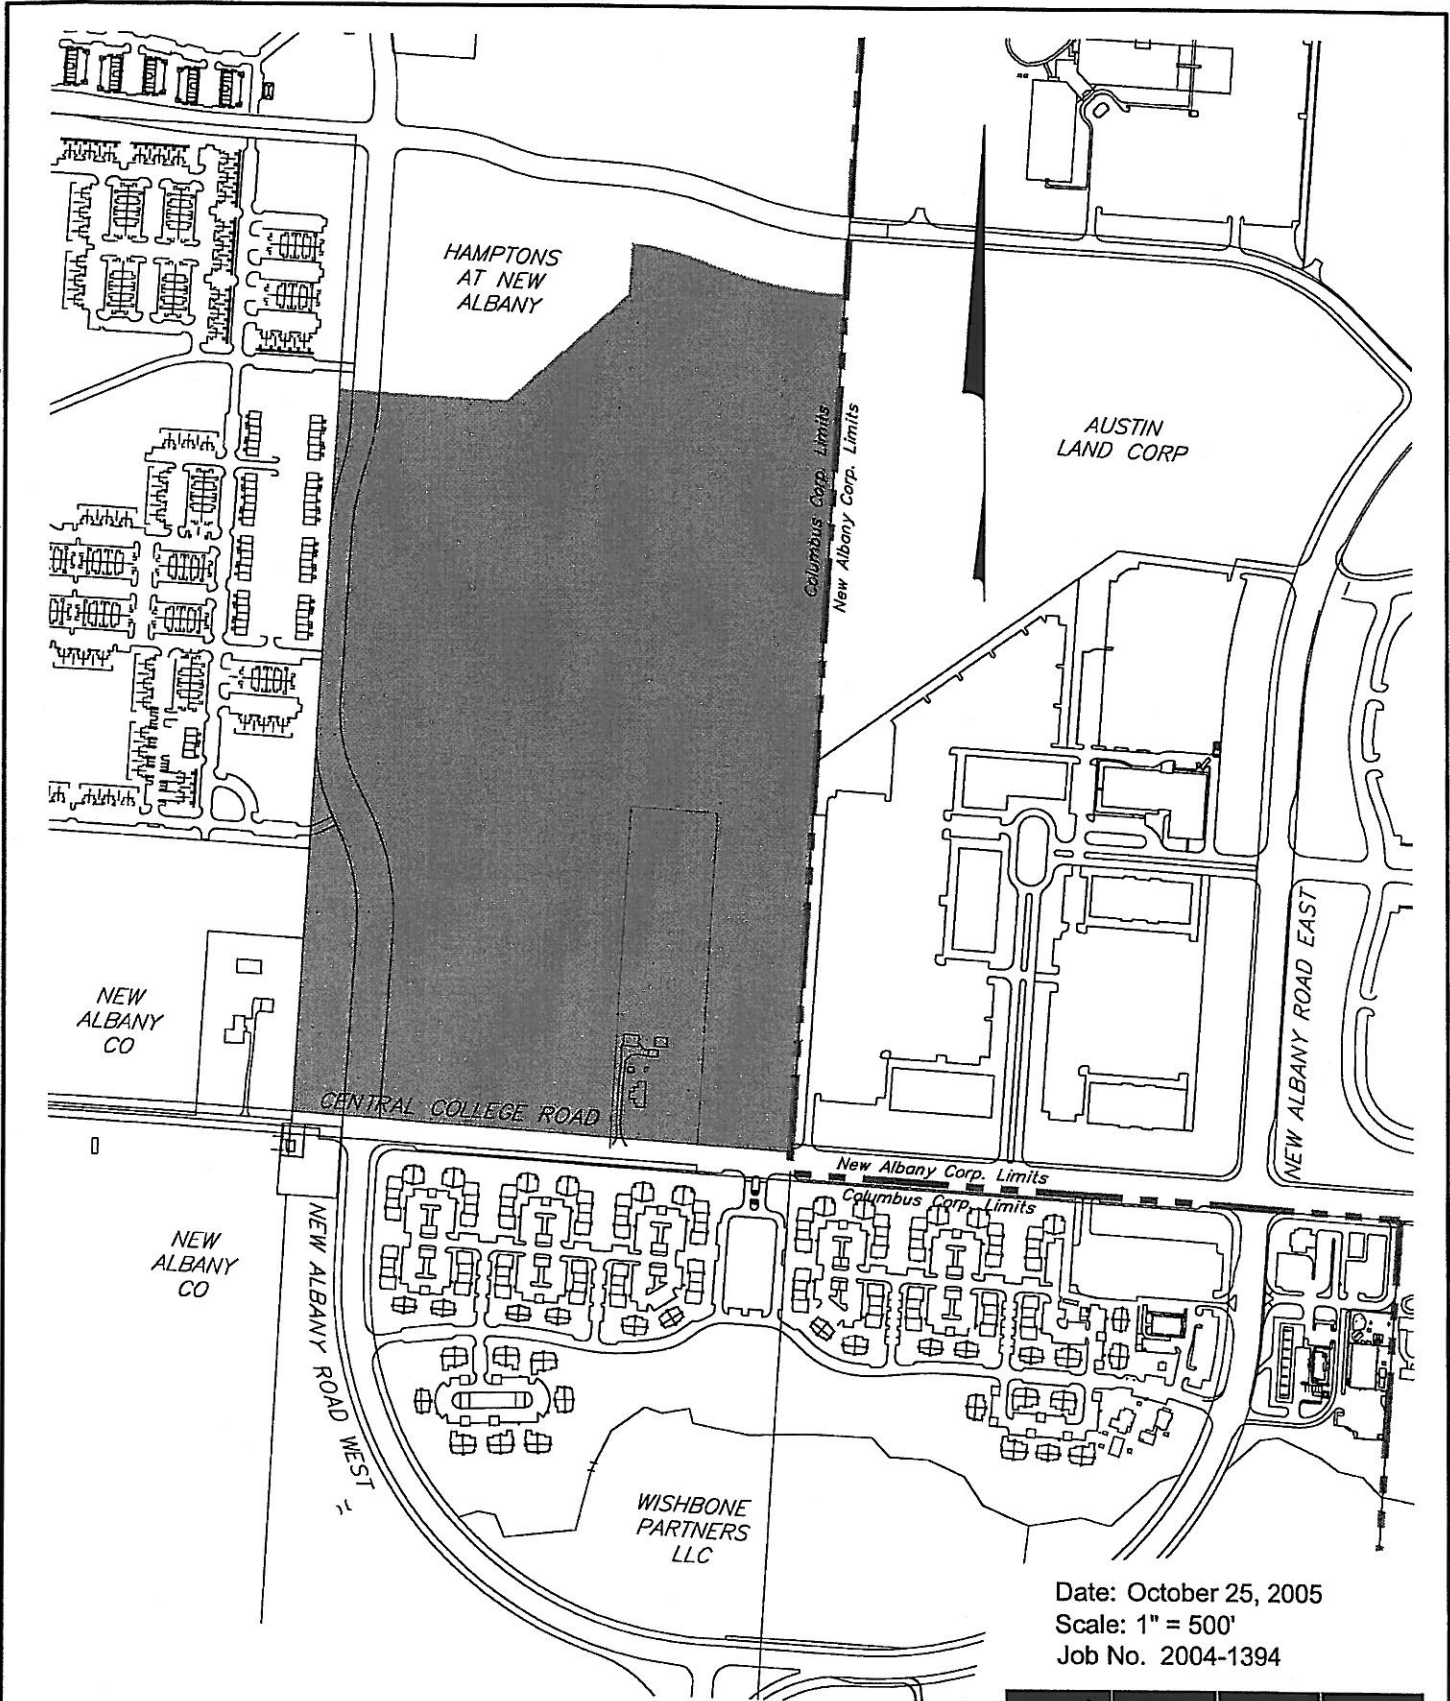 HAMPTONS
AT NEW
ALBANY
Columbus Corp. Limits
New Albany Corp. Limits
AUSTIN
LAND CORP
NEW
ALBANY
CO
CENTRAL COLLEGE ROAD
NEW ALBANY ROAD EAST
New Albany Corp. Limits
Columbus Corp. Limits
NEW
ALBANY
CO
NEW ALBANY ROAD WEST
WISHBONE
PARTNERS
LLC
Date: October 25, 2005
Scale: 1" = 500'
Job No. 2004-1394